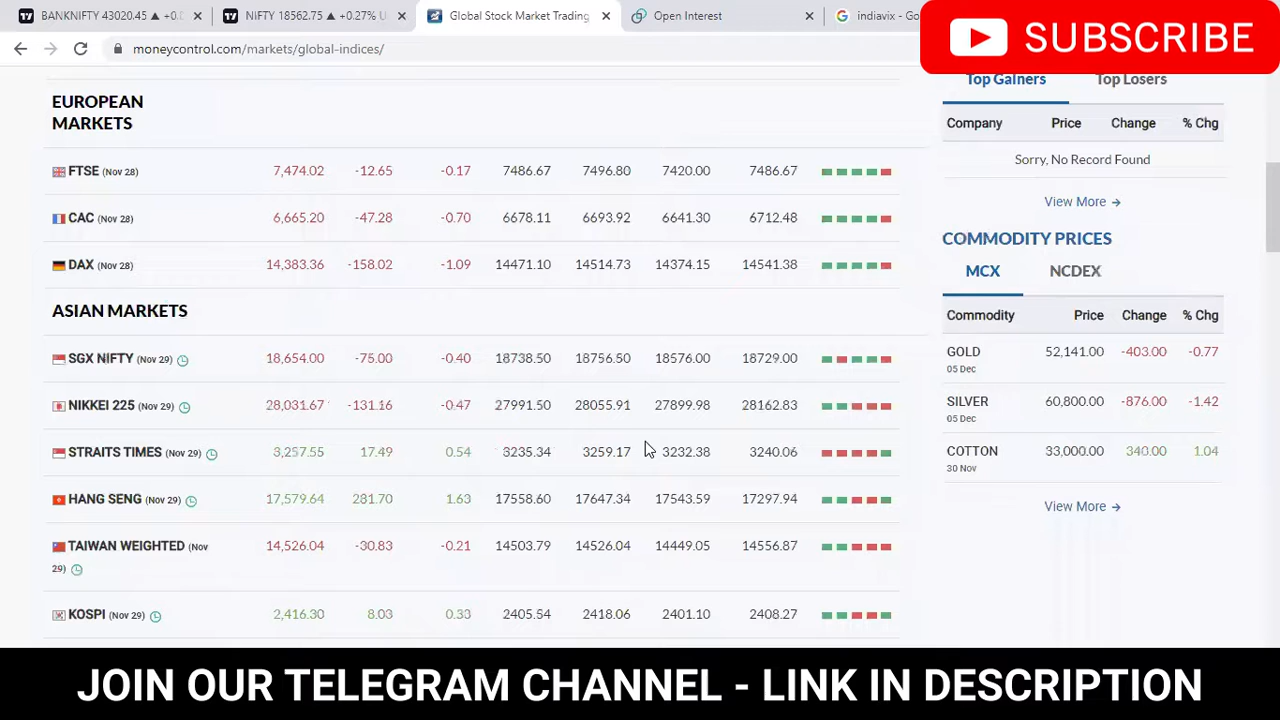 BANKNIFTY 43020.45 ▲ +0.
NIFTY 18562.75 ▲ +0.27% U
Global Stock Market Trading
Open Interest
indiavix - Go
SUBSCRIBE
moneycontrol.com/markets/global-indices/
Top Gainers Top Losers
Company Price Change % Chg
Sorry, No Record Found
View More →
EUROPEAN
MARKETS
FTSE (Nov 28) 7,474.02 -12.65 -0.17 7486.67 7496.80 7420.00 7486.67
CAC (Nov 28) 6,665.20 -47.28 -0.70 6678.11 6693.92 6641.30 6712.48
DAX (Nov 28) 14,383.36 -158.02 -1.09 14471.10 14514.73 14374.15 14541.38
ASIAN MARKETS
SGX NIFTY (Nov 29) 18,654.00 -75.00 -0.40 18738.50 18756.50 18576.00 18729.00
NIKKEI 225 (Nov 29) 28,031.67 -131.16 -0.47 27991.50 28055.91 27899.98 28162.83
STRAITS TIMES (Nov 29) 3,257.55 17.49 0.54 3235.34 3259.17 3232.38 3240.06
HANG SENG (Nov 29) 17,579.64 281.70 1.63 17558.60 17647.34 17543.59 17297.94
TAIWAN WEIGHTED (Nov 14,526.04 -30.83 -0.21 14503.79 14526.04 14449.05 14556.87
29)
KOSPI (Nov 29) 2,416.30 8.03 0.33 2405.54 2418.06 2401.10 2408.27
COMMODITY PRICES
MCX NCDEX
Commodity Price Change % Chg
GOLD 52,141.00 -403.00 -0.77
05 Dec
SILVER 60,800.00 -876.00 -1.42
05 Dec
COTTON 33,000.00 340.00 1.04
30 Nov
View More →
JOIN OUR TELEGRAM CHANNEL - LINK IN DESCRIPTION